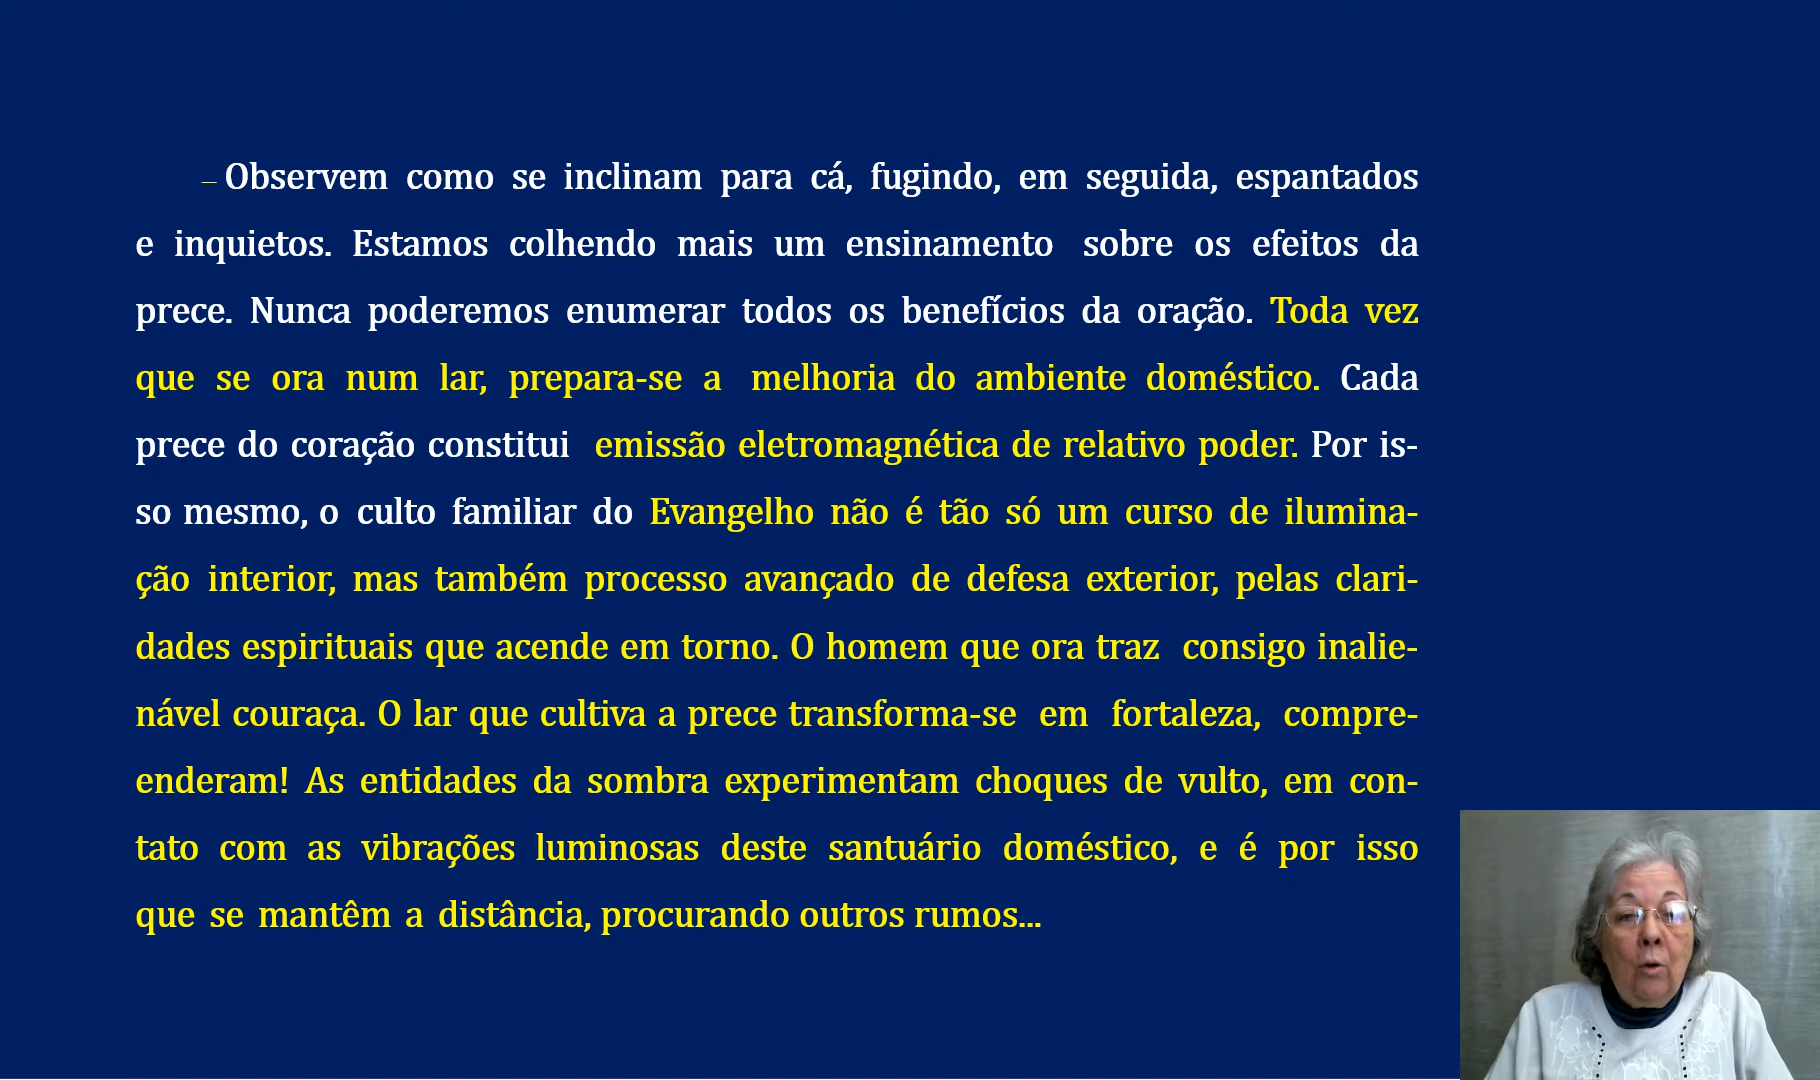 – Observem como se inclinam para cá, fugindo, em seguida, espantados
e inquietos. Estamos colhendo mais um ensinamento sobre os efeitos da
prece. Nunca poderemos enumerar todos os benefícios da oração. Toda vez
que se ora num lar, prepara-se a melhoria do ambiente doméstico. Cada
prece do coração constitui emissão eletromagnética de relativo poder. Por is-
so mesmo, o culto familiar do Evangelho não é tão só um curso de ilumina-
ção interior, mas também processo avançado de defesa exterior, pelas clari-
dades espirituais que acende em torno. O homem que ora traz consigo inalie-
nável couraça. O lar que cultiva a prece transforma-se em fortaleza, compre-
enderam! As entidades da sombra experimentam choques de vulto, em con-
tato com as vibrações luminosas deste santuário doméstico, e é por isso
que se mantêm a distância, procurando outros rumos...